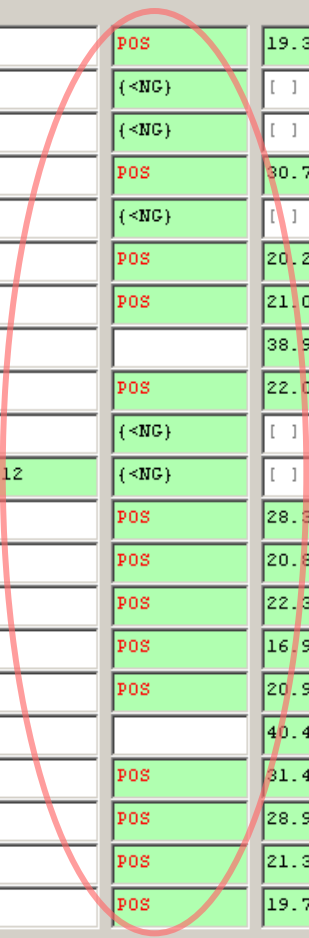 POS 19.3
{<NG} [ ]
{<NG} [ ]
POS 30.7
{<NG} [ ]
POS 20.2
POS 21.0
38.9
POS 22.0
{<NG} [ ]
12 {<NG} [ ]
POS 28.3
POS 20.8
POS 22.3
POS 16.9
POS 20.9
40.4
POS 31.4
POS 28.9
POS 21.3
POS 19.7